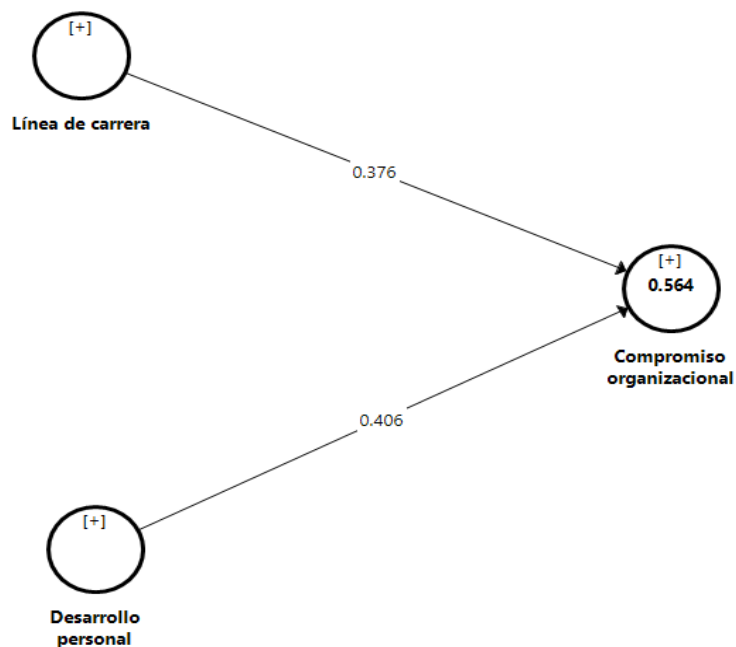 [+]
Línea de carrera
0.376
[+]
0.564
Compromiso
organizacional
0.406
[+]
Desarrollo
personal